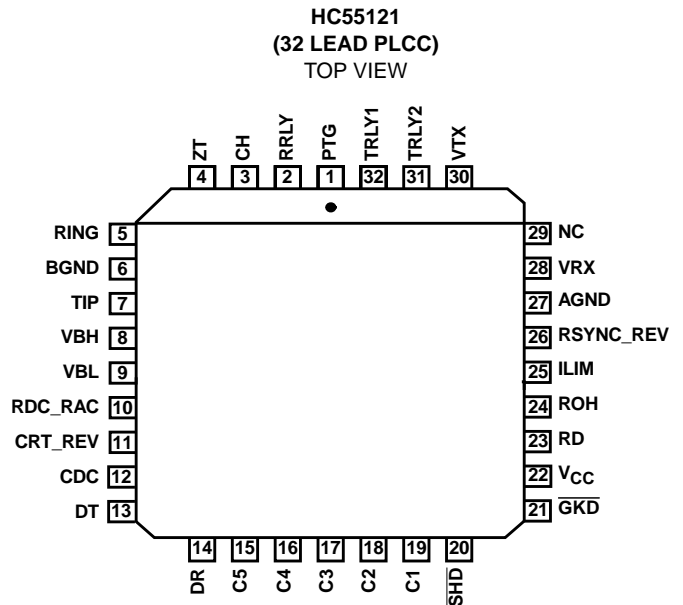 HC55121
(32 LEAD PLCC)
TOP VIEW
ZT CH RRLY PTG TRLY1 TRLY2 VTX
4 3 2 1 32 31 30
RING 5
BGND 6
TIP 7
VBH 8
VBL 9
RDC_RAC 10
CRT_REV 11
CDC 12
DT 13
29 NC
28 VRX
27 AGND
26 RSYNC_REV
25 ILIM
24 ROH
23 RD
22 VCC
21 GKD
14 15 16 17 18 19 20
DR C5 C4 C3 C2 C1 SHD